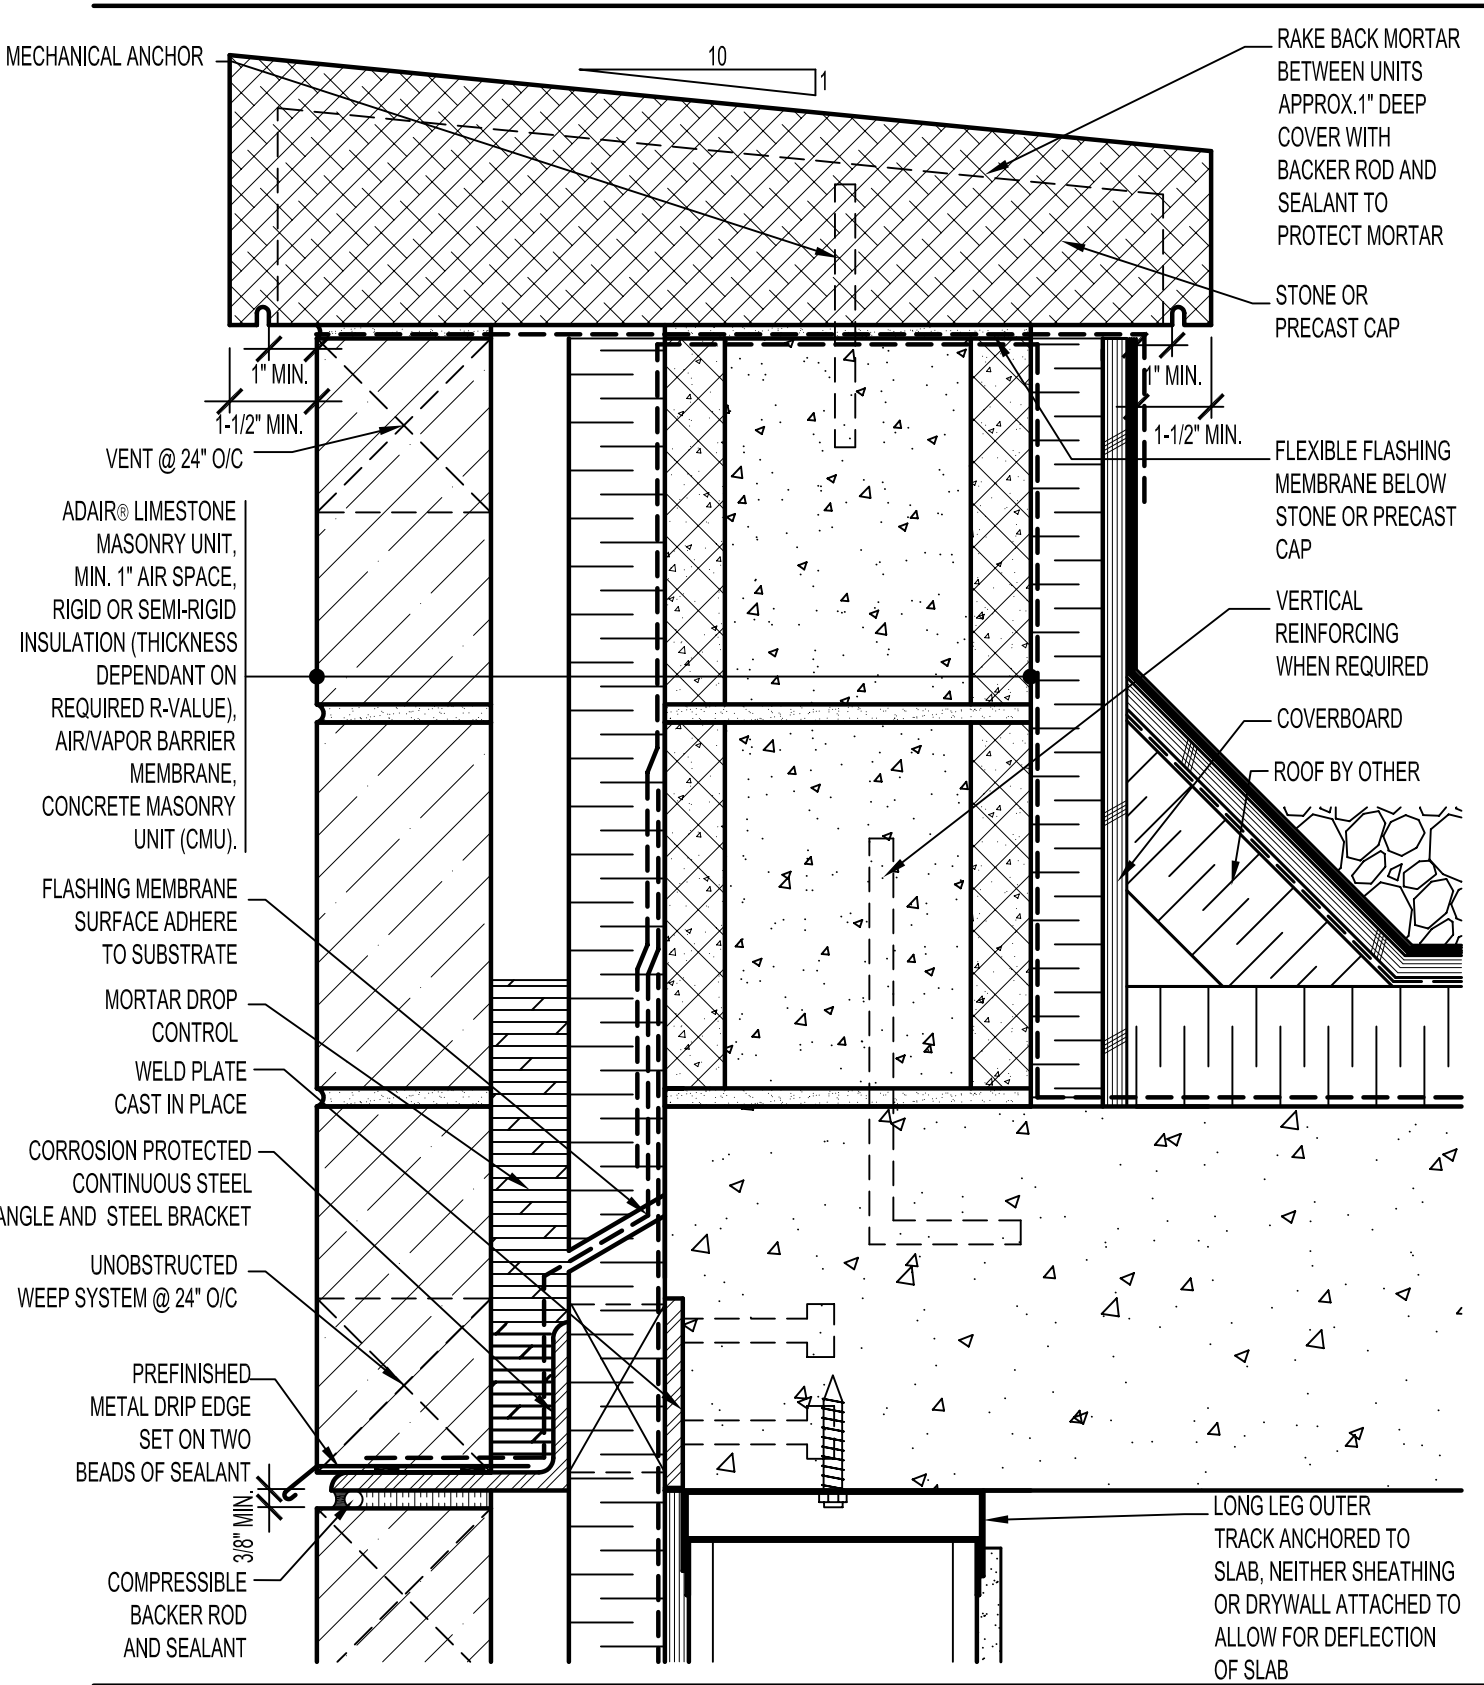 MECHANICAL ANCHOR
10
1
RAKE BACK MORTAR
BETWEEN UNITS
APPROX.1" DEEP
COVER WITH
BACKER ROD AND
SEALANT TO
PROTECT MORTAR
STONE OR
PRECAST CAP
1" MIN.
1-1/2" MIN.
1" MIN.
1-1/2" MIN.
VENT @ 24" O/C
FLEXIBLE FLASHING
MEMBRANE BELOW
STONE OR PRECAST
CAP
ADAIR® LIMESTONE
MASONRY UNIT,
MIN. 1" AIR SPACE,
RIGID OR SEMI-RIGID
INSULATION (THICKNESS
DEPENDANT ON
REQUIRED R-VALUE),
AIR/VAPOR BARRIER
MEMBRANE,
CONCRETE MASONRY
UNIT (CMU).
VERTICAL
REINFORCING
WHEN REQUIRED
COVERBOARD
ROOF BY OTHER
FLASHING MEMBRANE
SURFACE ADHERE
TO SUBSTRATE
MORTAR DROP
CONTROL
WELD PLATE
CAST IN PLACE
CORROSION PROTECTED
CONTINUOUS STEEL
ANGLE AND STEEL BRACKET
UNOBSTRUCTED
WEEP SYSTEM @ 24" O/C
PREFINISHED
METAL DRIP EDGE
SET ON TWO
BEADS OF SEALANT
3/8" MIN.
COMPRESSIBLE
BACKER ROD
AND SEALANT
LONG LEG OUTER
TRACK ANCHORED TO
SLAB, NEITHER SHEATHING
OR DRYWALL ATTACHED TO
ALLOW FOR DEFLECTION
OF SLAB